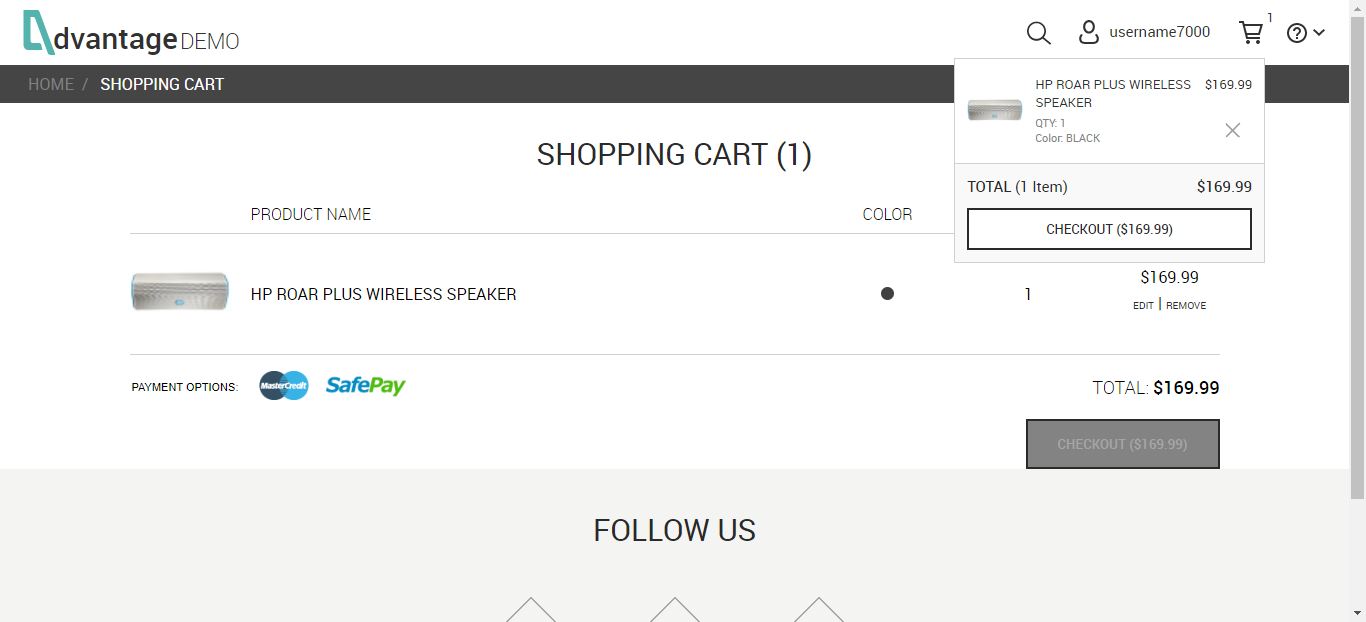 dvantage DEMO
username7000
1
HOME / SHOPPING CART
HP ROAR PLUS WIRELESS SPEAKER $169.99
QTY: 1
Color: BLACK
TOTAL (1 Item) $169.99
CHECKOUT ($169.99)
SHOPPING CART (1)
PRODUCT NAME COLOR
HP ROAR PLUS WIRELESS SPEAKER 1 $169.99
EDIT | REMOVE
PAYMENT OPTIONS: MasterCredit SafePay TOTAL: $169.99
CHECKOUT ($169.99)
FOLLOW US